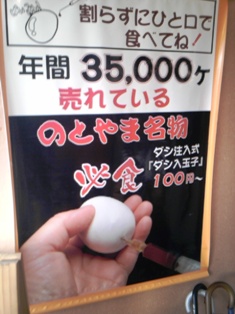 割らずにひと口で
食べてね!
年間 35,000ヶ
売れている
のとやま名物
必食
ダシ注入式
「ダシ入玉子」
100円~